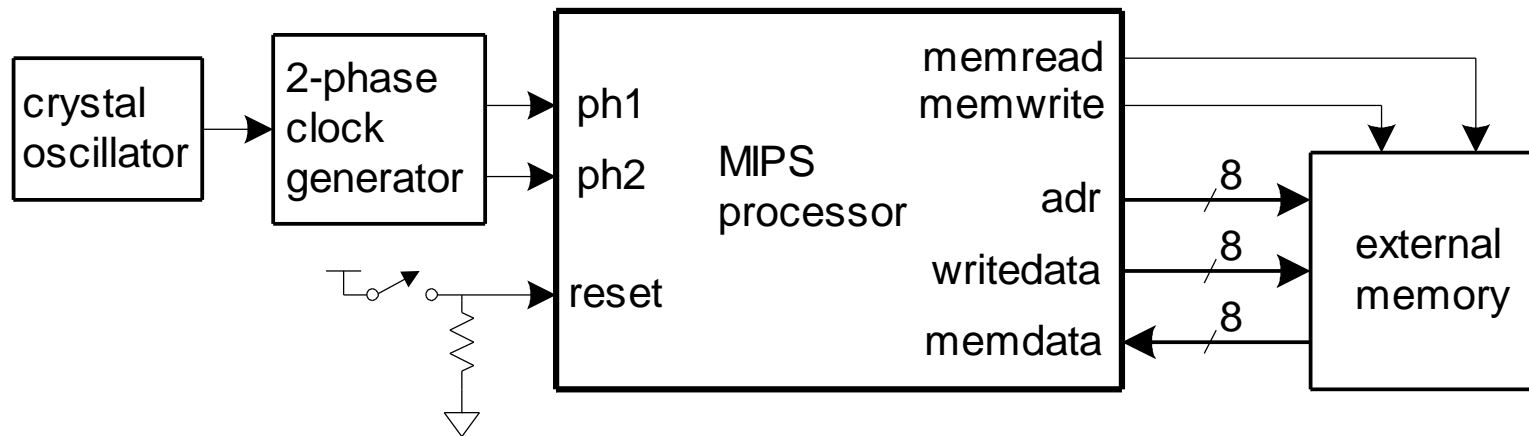 crystal
oscillator
2-phase
clock
generator
ph1
ph2
reset
MIPS
processor
memread
memwrite
adr
writedata
memdata
8
8
8
external
memory